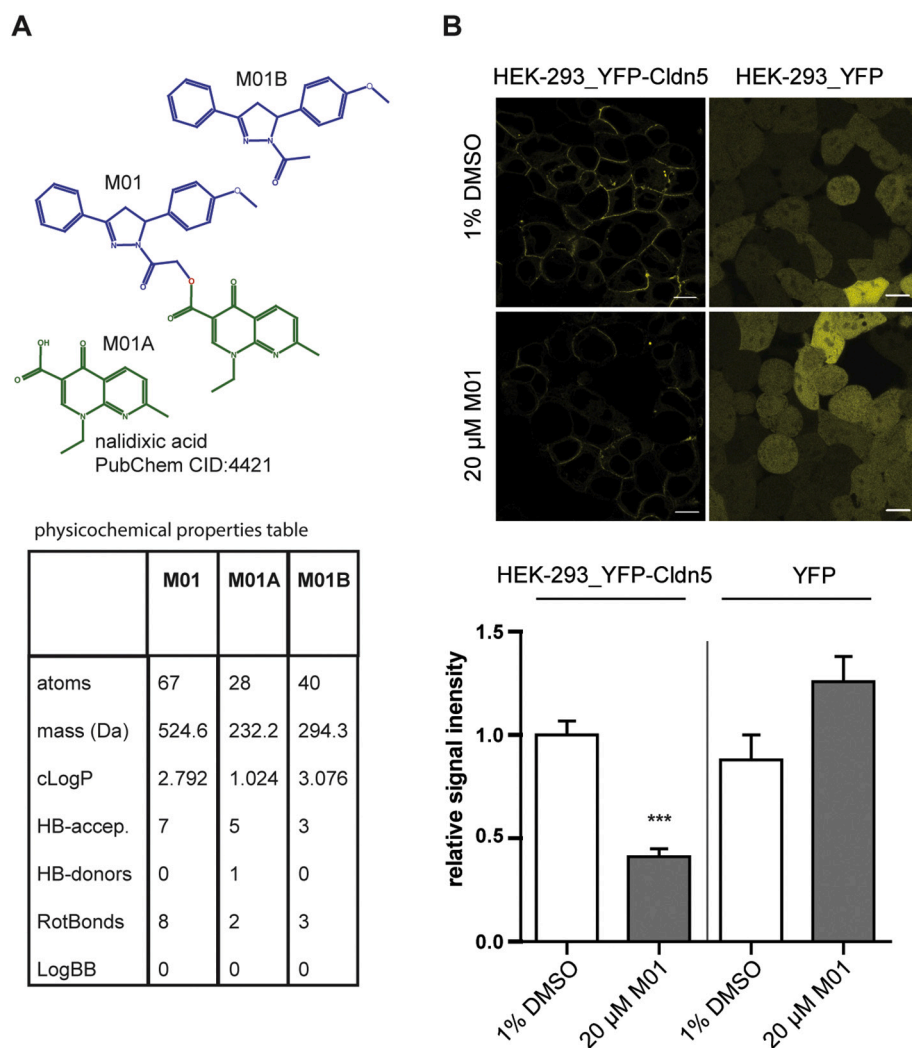 A
M01B
N
N
O
O
M01
N
N
O
O
O
O
O
N
N
M01A
OH
O
O
N
N
nalidixic acid
PubChem CID:4421
physicochemical properties table
M01 M01A M01B
atoms 67 28 40
mass (Da) 524.6 232.2 294.3
cLogP 2.792 1.024 3.076
HB-accep. 7 5 3
HB-donors 0 1 0
RotBonds 8 2 3
LogBB 0 0 0
B
HEK-293_YFP-Cldn5 HEK-293_YFP
1% DMSO
20 µM M01
HEK-293_YFP-Cldn5 YFP
relative signal inensity
1.5
1.0
0.5
0.0
***
1% DMSO
20 µM M01
1% DMSO
20 µM M01